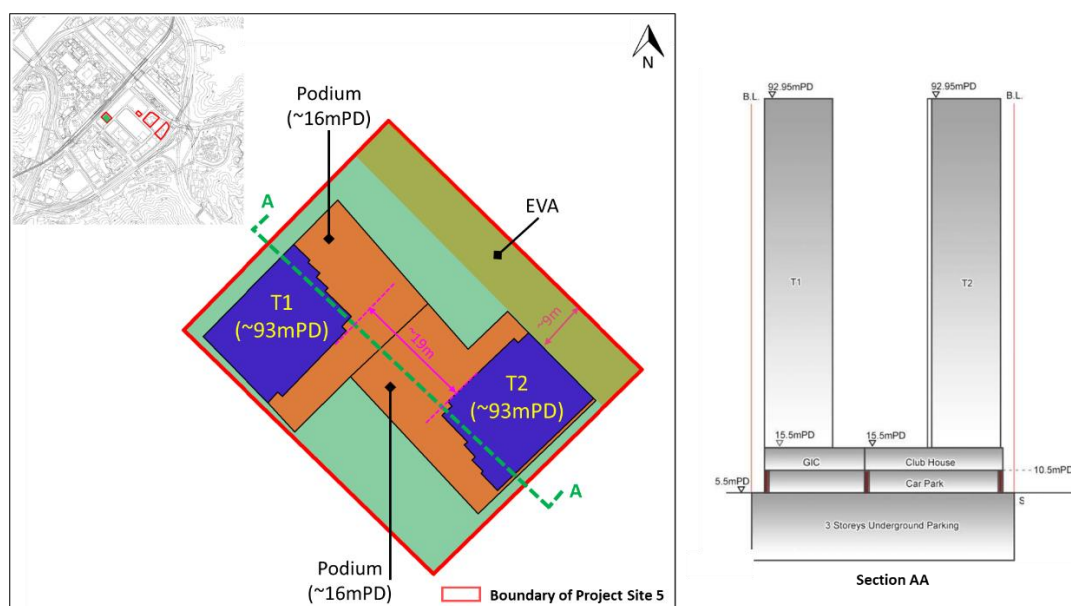 N
Podium
(~16mPD)
A
EVA
T1
(~93mPD)
~19m
~9m
T2
(~93mPD)
A
Podium
(~16mPD)
Boundary of Project Site 5
92.95mPD
92.95mPD
B.L.
B.L.
T1
T2
15.5mPD
15.5mPD
GIC
Club House
10.5mPD
Car Park
5.5mPD
S
3 Storeys Underground Parking
Section AA